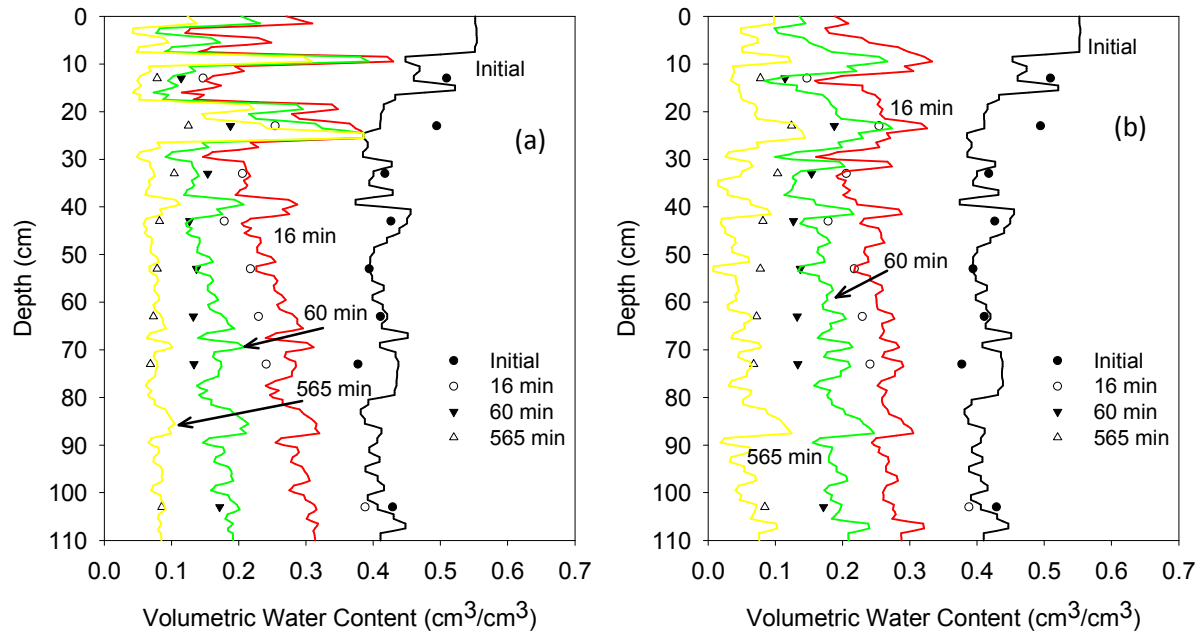 (a)
Initial
16 min
60 min
565 min
Initial
16 min
60 min
565 min
0
10
20
30
40
50
60
70
80
90
100
110
Depth (cm)
0.0 0.1 0.2 0.3 0.4 0.5 0.6 0.7
Volumetric Water Content (cm³/cm³)
(b)
Initial
16 min
60 min
565 min
Initial
16 min
60 min
565 min
0
10
20
30
40
50
60
70
80
90
100
110
Depth (cm)
0.0 0.1 0.2 0.3 0.4 0.5 0.6 0.7
Volumetric Water Content (cm³/cm³)